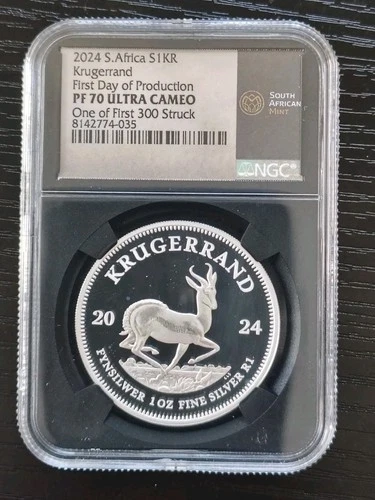 2024 S.Africa S1KR
Krugerrand
First Day of Production
PF 70 ULTRA CAMEO
One of First 300 Struck
8142774-035
SOUTH
AFRICAN
MINT
NGC
KRUGERRAND
20 24
FYNSILWER 1 OZ FINE SILVER R1